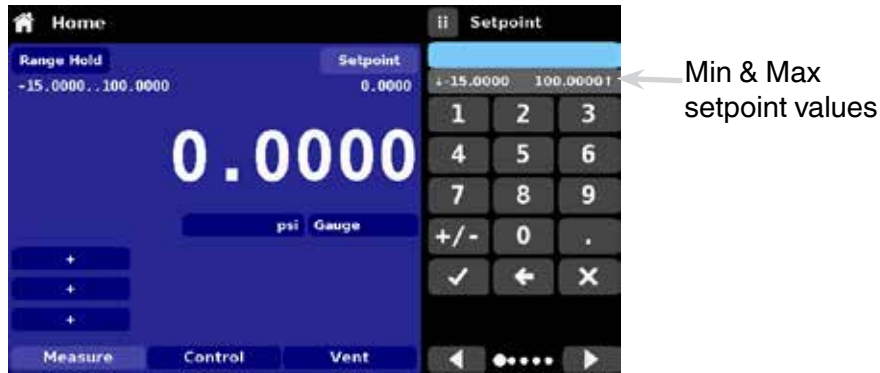 Home
Setpoint
Range Hold
Setpoint
-15.0000..100.0000
0.0000
↓-15.0000 100.0000↑
Min & Max
setpoint values
0.0000
psi Gauge
1 2 3
4 5 6
7 8 9
+/- 0 .
+
+
+
Measure Control Vent